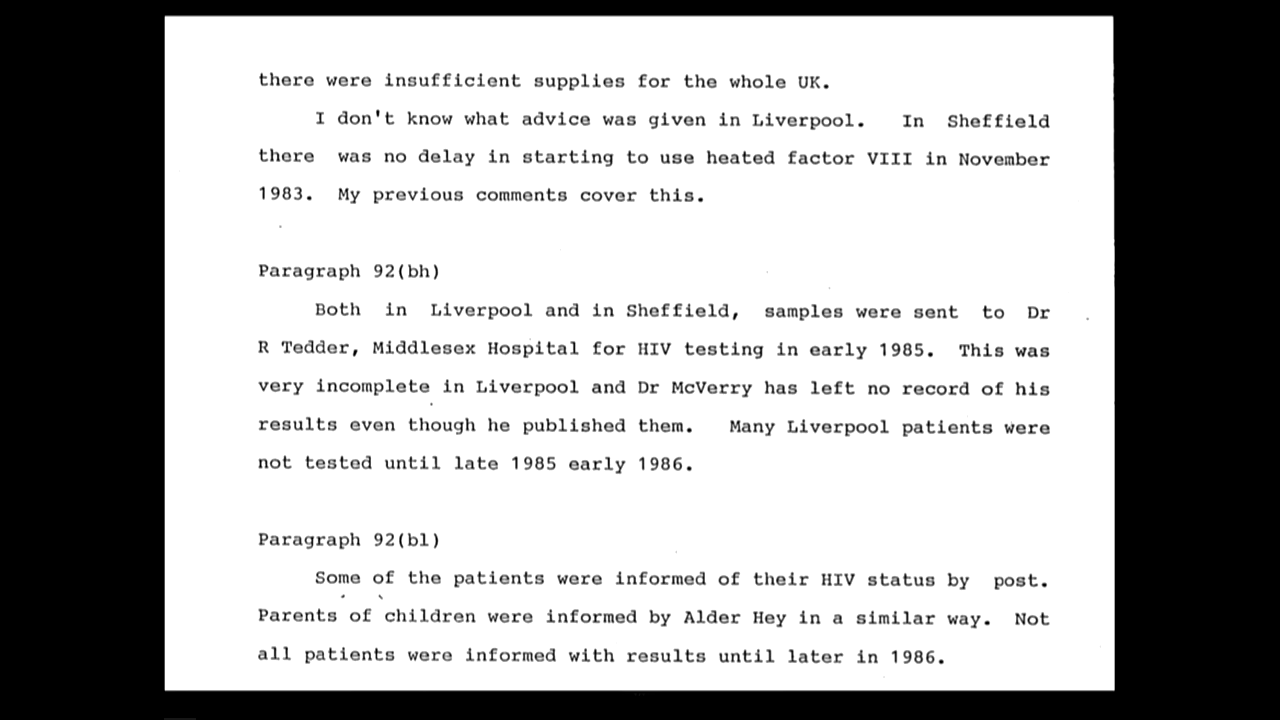 there were insufficient supplies for the whole UK.
I don't know what advice was given in Liverpool. In Sheffield
there was no delay in starting to use heated factor VIII in November
1983. My previous comments cover this.
Paragraph 92(bh)
Both in Liverpool and in Sheffield, samples were sent to Dr
R Tedder, Middlesex Hospital for HIV testing in early 1985. This was
very incomplete in Liverpool and Dr McVerry has left no record of his
results even though he published them. Many Liverpool patients were
not tested until late 1985 early 1986.
Paragraph 92(bl)
Some of the patients were informed of their HIV status by post.
Parents of children were informed by Alder Hey in a similar way. Not
all patients were informed with results until later in 1986.